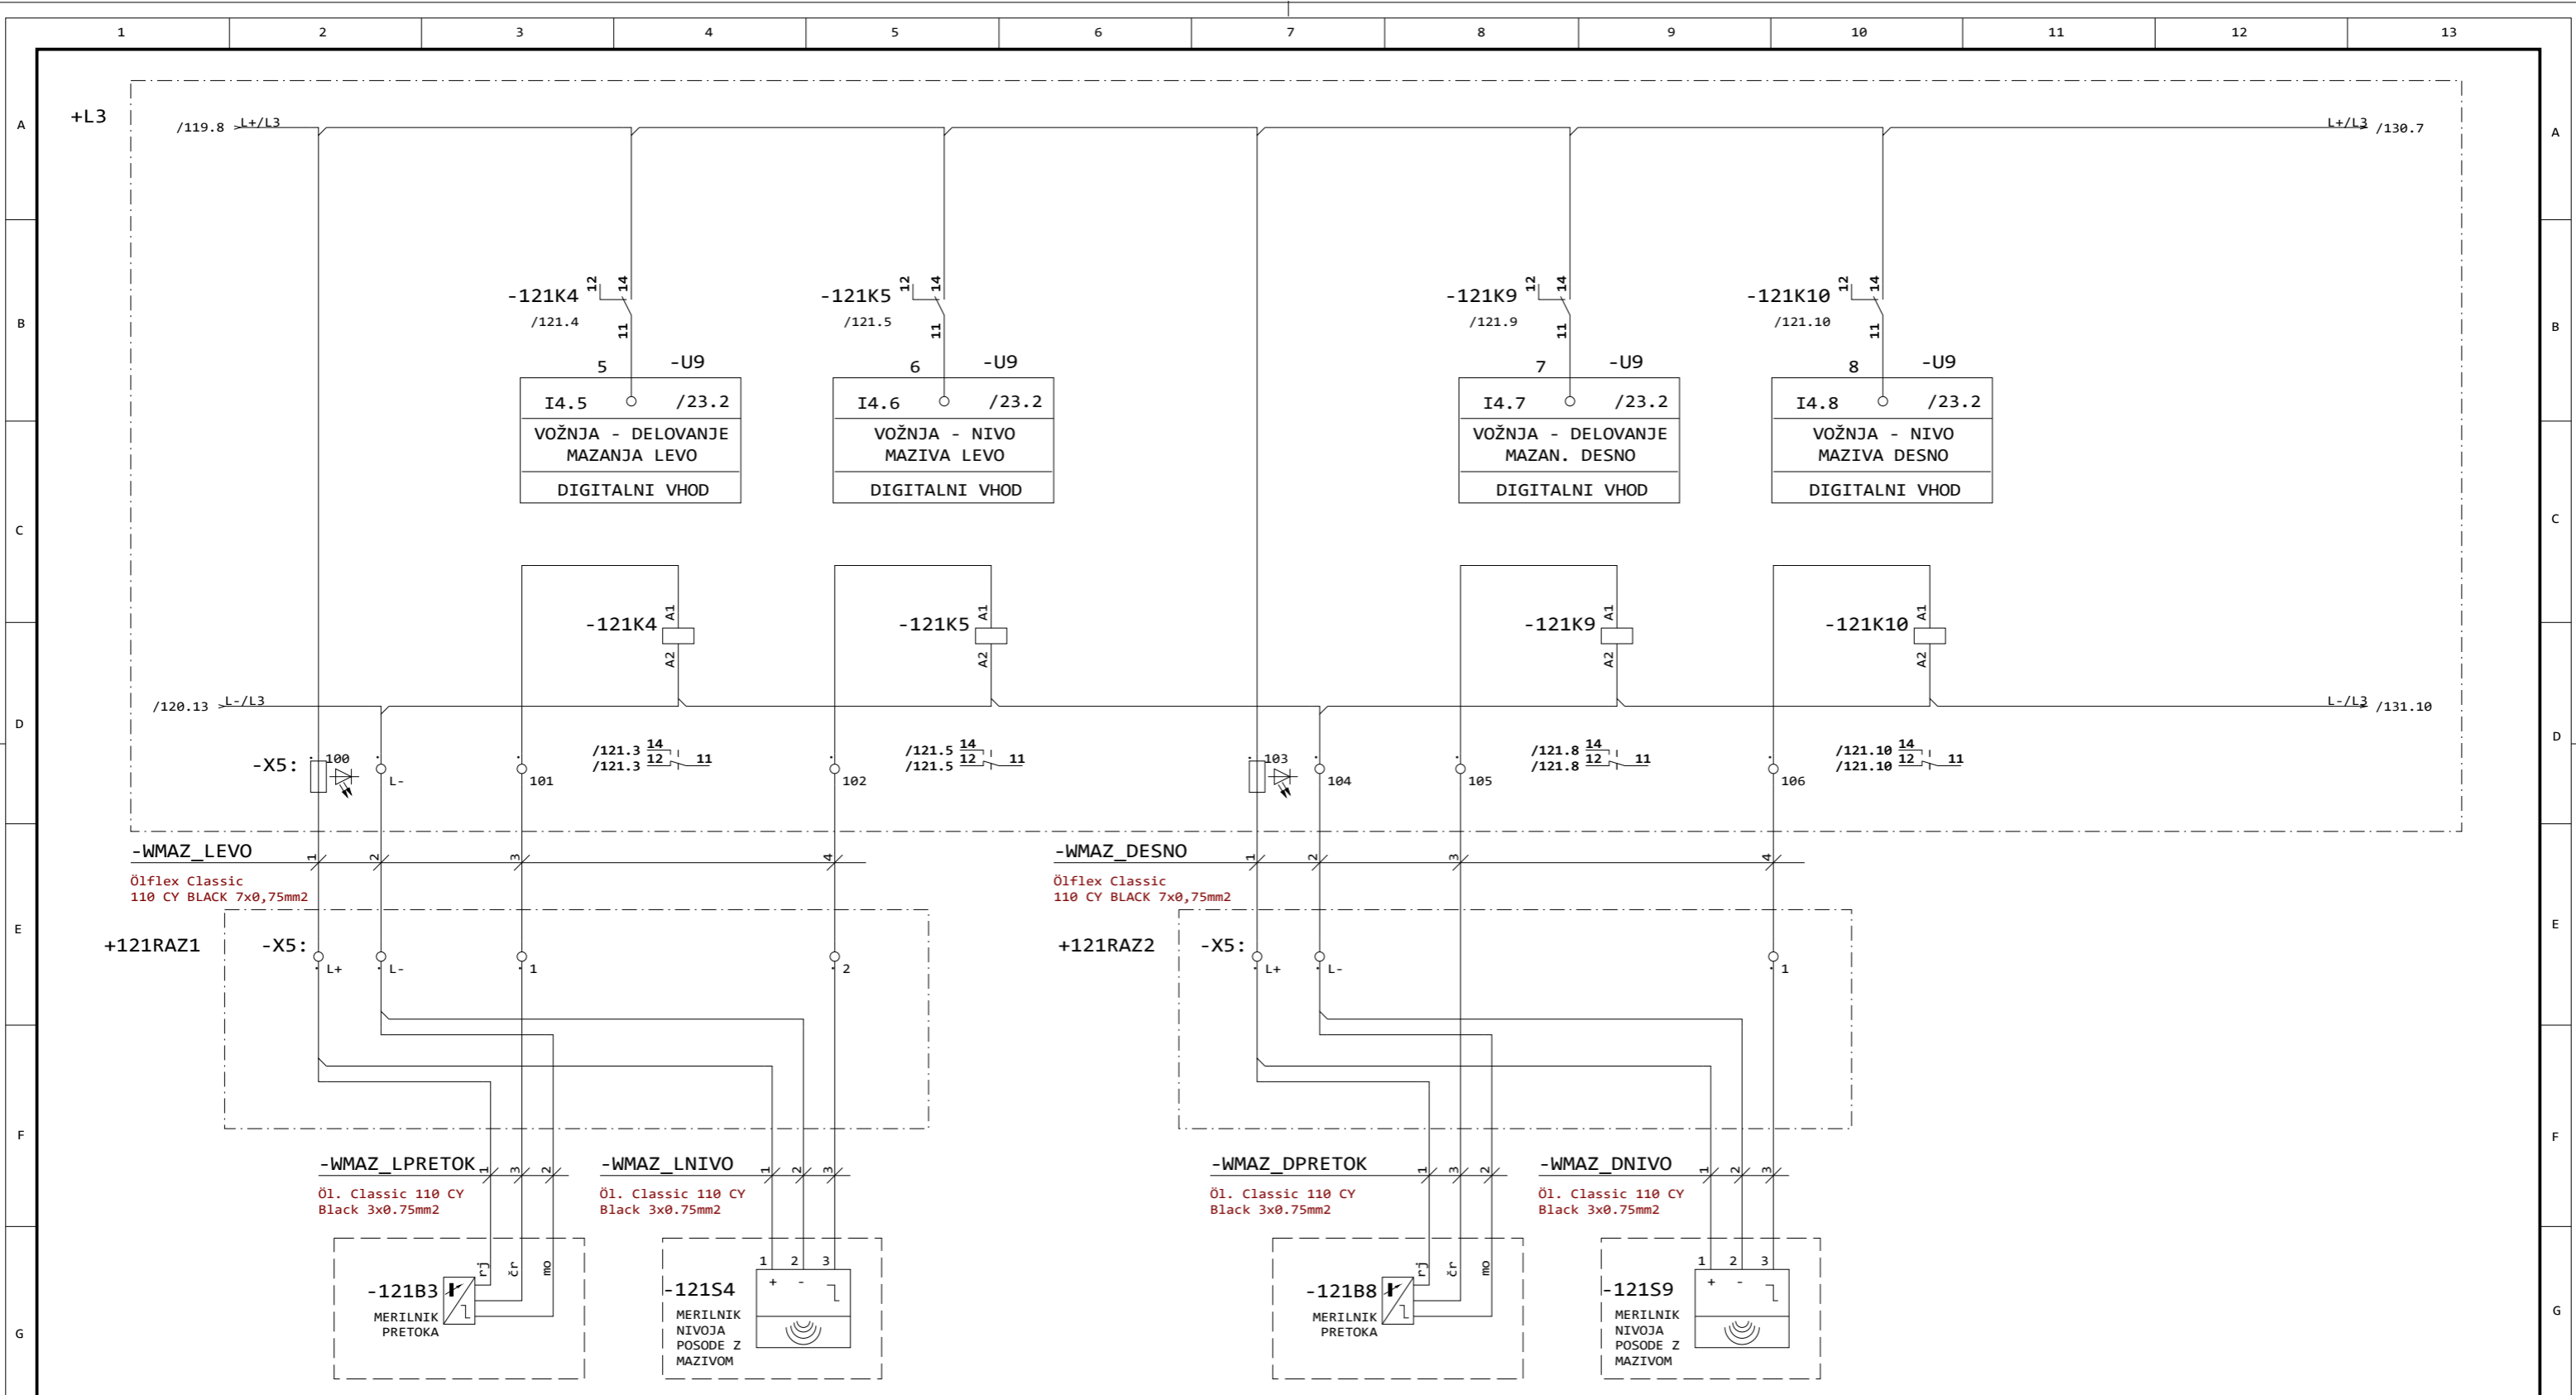 1 2 3 4 5 6 7 8 9 10 11 12 13
A +L3 /119.8 L+/L3 L+/L3 /130.7 A
12 14 12 14 12 14 12 14
-121K4 -121K5 -121K9 -121K10
B /121.4 11 /121.5 11 /121.9 11 /121.10 11 B
5 -U9 6 -U9 7 -U9 8 -U9
I4.5 /23.2 I4.6 /23.2 I4.7 /23.2 I4.8 /23.2
VOŽNJA - DELOVANJE
MAZANJA LEVO
DIGITALNI VHOD
VOŽNJA - NIVO
MAZIVA LEVO
DIGITALNI VHOD
VOŽNJA - DELOVANJE
MAZAN. DESNO
DIGITALNI VHOD
VOŽNJA - NIVO
MAZIVA DESNO
DIGITALNI VHOD
C C
A1 A1 A1 A1
-121K4 -121K5 -121K9 -121K10
A2 A2 A2 A2
/120.13 L-/L3 L-/L3 /131.10
D D
/121.3 14
/121.3 12 11
/121.5 14
/121.5 12 11
/121.8 14
/121.8 12 11
/121.10 14
/121.10 12 11
-X5: 100 L- 101 102 103 104 105 106
-WMAZ_LEVO 1 2 3 4
Ölflex Classic
110 CY BLACK 7x0,75mm2
-WMAZ_DESNO 1 2 3 4
Ölflex Classic
110 CY BLACK 7x0,75mm2
E E
+121RAZ1 -X5: L+ L- 1 2
+121RAZ2 -X5: L+ L- 1
F F
-WMAZ_LPRETOK 1 3 2
Öl. Classic 110 CY
Black 3x0.75mm2
-WMAZ_LNIVO 1 2 3
Öl. Classic 110 CY
Black 3x0.75mm2
-WMAZ_DPRETOK 1 3 2
Öl. Classic 110 CY
Black 3x0.75mm2
-WMAZ_DNIVO 1 2 3
Öl. Classic 110 CY
Black 3x0.75mm2
G G
rj čr mo
-121B3
MERILNIK
PRETOKA
1 2 3
+ -
-121S4
MERILNIK
NIVOJA
POSODE Z
MAZIVOM
rj čr mo
-121B8
MERILNIK
PRETOKA
1 2 3
+ -
-121S9
MERILNIK
NIVOJA
POSODE Z
MAZIVOM